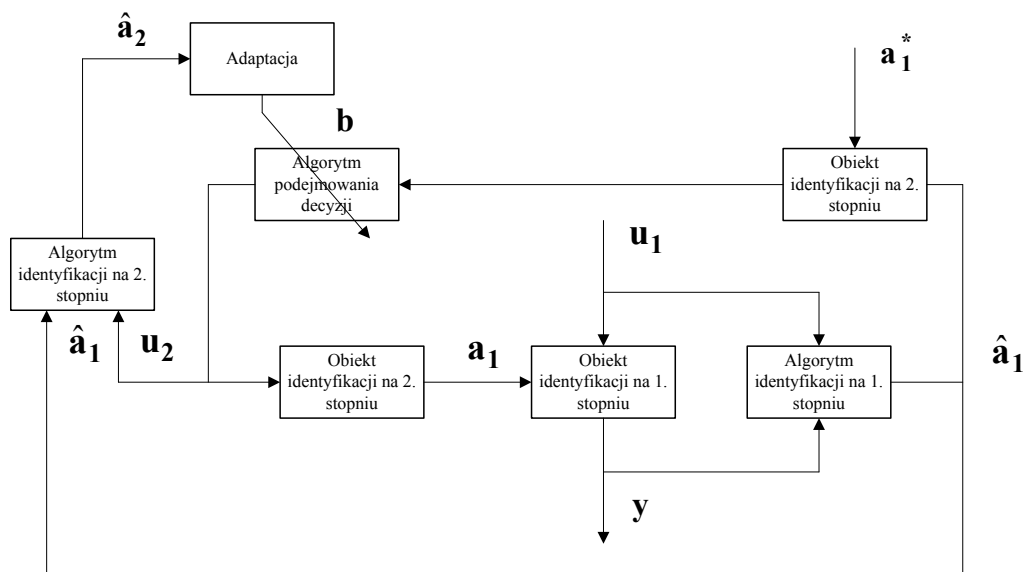 â₂
Adaptacja
a₁*
b
Algorytm
podejmowania
decyzji
Obiekt
identyfikacji na 2.
stopniu
u₁
Algorytm
identyfikacji na 2.
stopniu
â₁
u₂
Obiekt
identyfikacji na 2.
stopniu
a₁
Obiekt
identyfikacji na 1.
stopniu
Algorytm
identyfikacji na 1.
stopniu
â₁
y